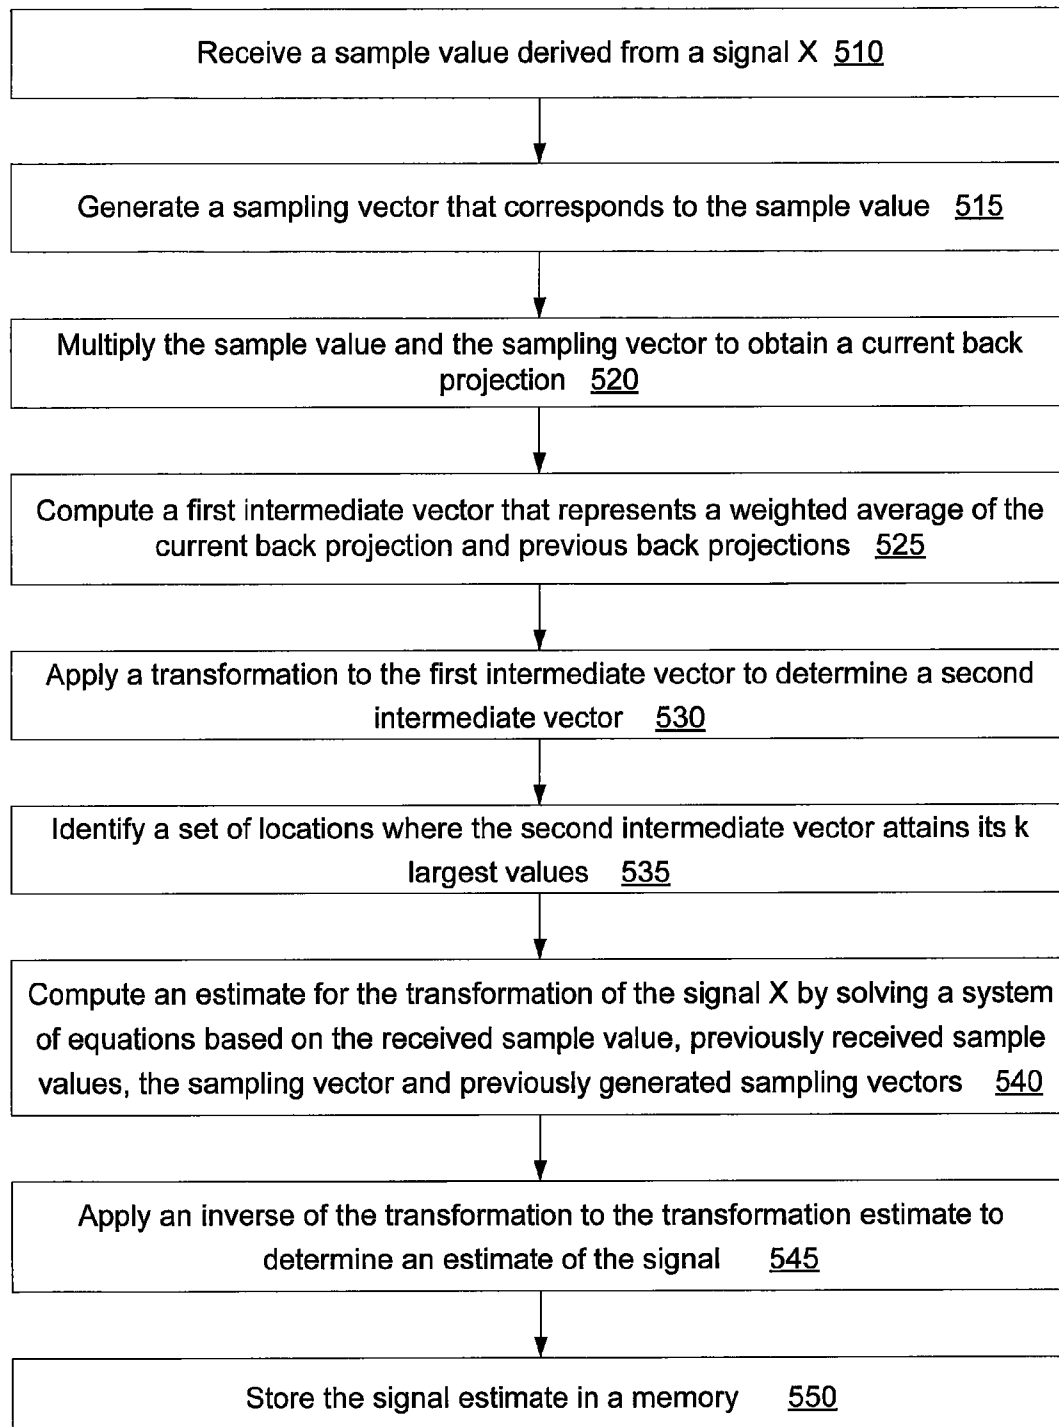 Receive a sample value derived from a signal X 510
Generate a sampling vector that corresponds to the sample value 515
Multiply the sample value and the sampling vector to obtain a current back
projection 520
Compute a first intermediate vector that represents a weighted average of the
current back projection and previous back projections 525
Apply a transformation to the first intermediate vector to determine a second
intermediate vector 530
Identify a set of locations where the second intermediate vector attains its k
largest values 535
Compute an estimate for the transformation of the signal X by solving a system
of equations based on the received sample value, previously received sample
values, the sampling vector and previously generated sampling vectors 540
Apply an inverse of the transformation to the transformation estimate to
determine an estimate of the signal 545
Store the signal estimate in a memory 550